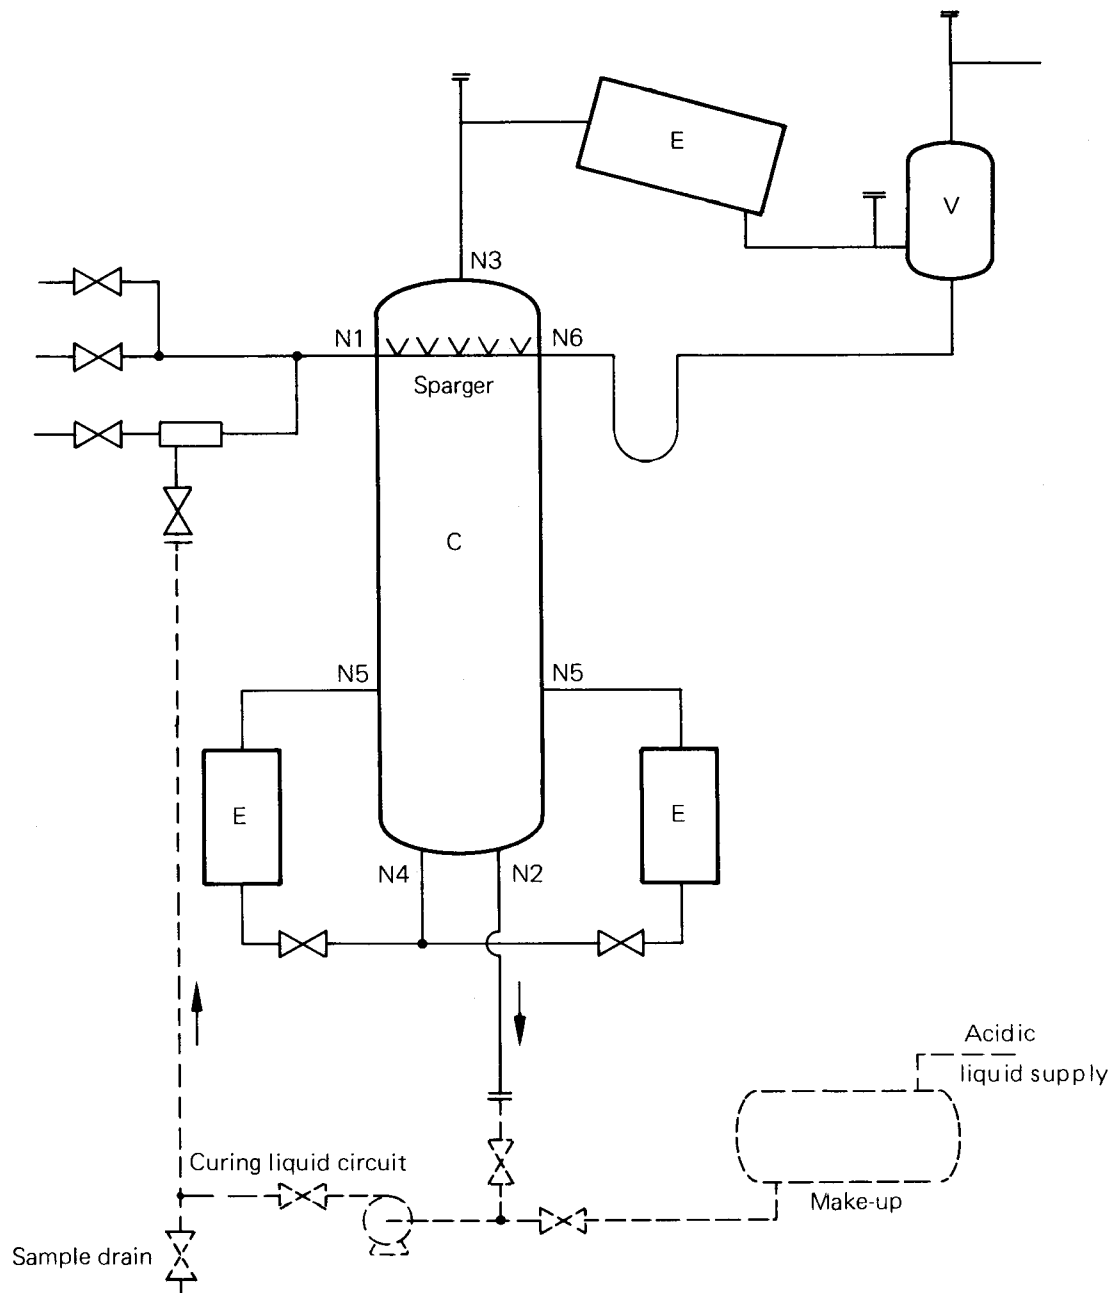 E
V
N3
N1
N6
Sparger
C
N5
N5
E
E
N4
N2
Acidic
liquid supply
Curing liquid circuit
Make-up
Sample drain